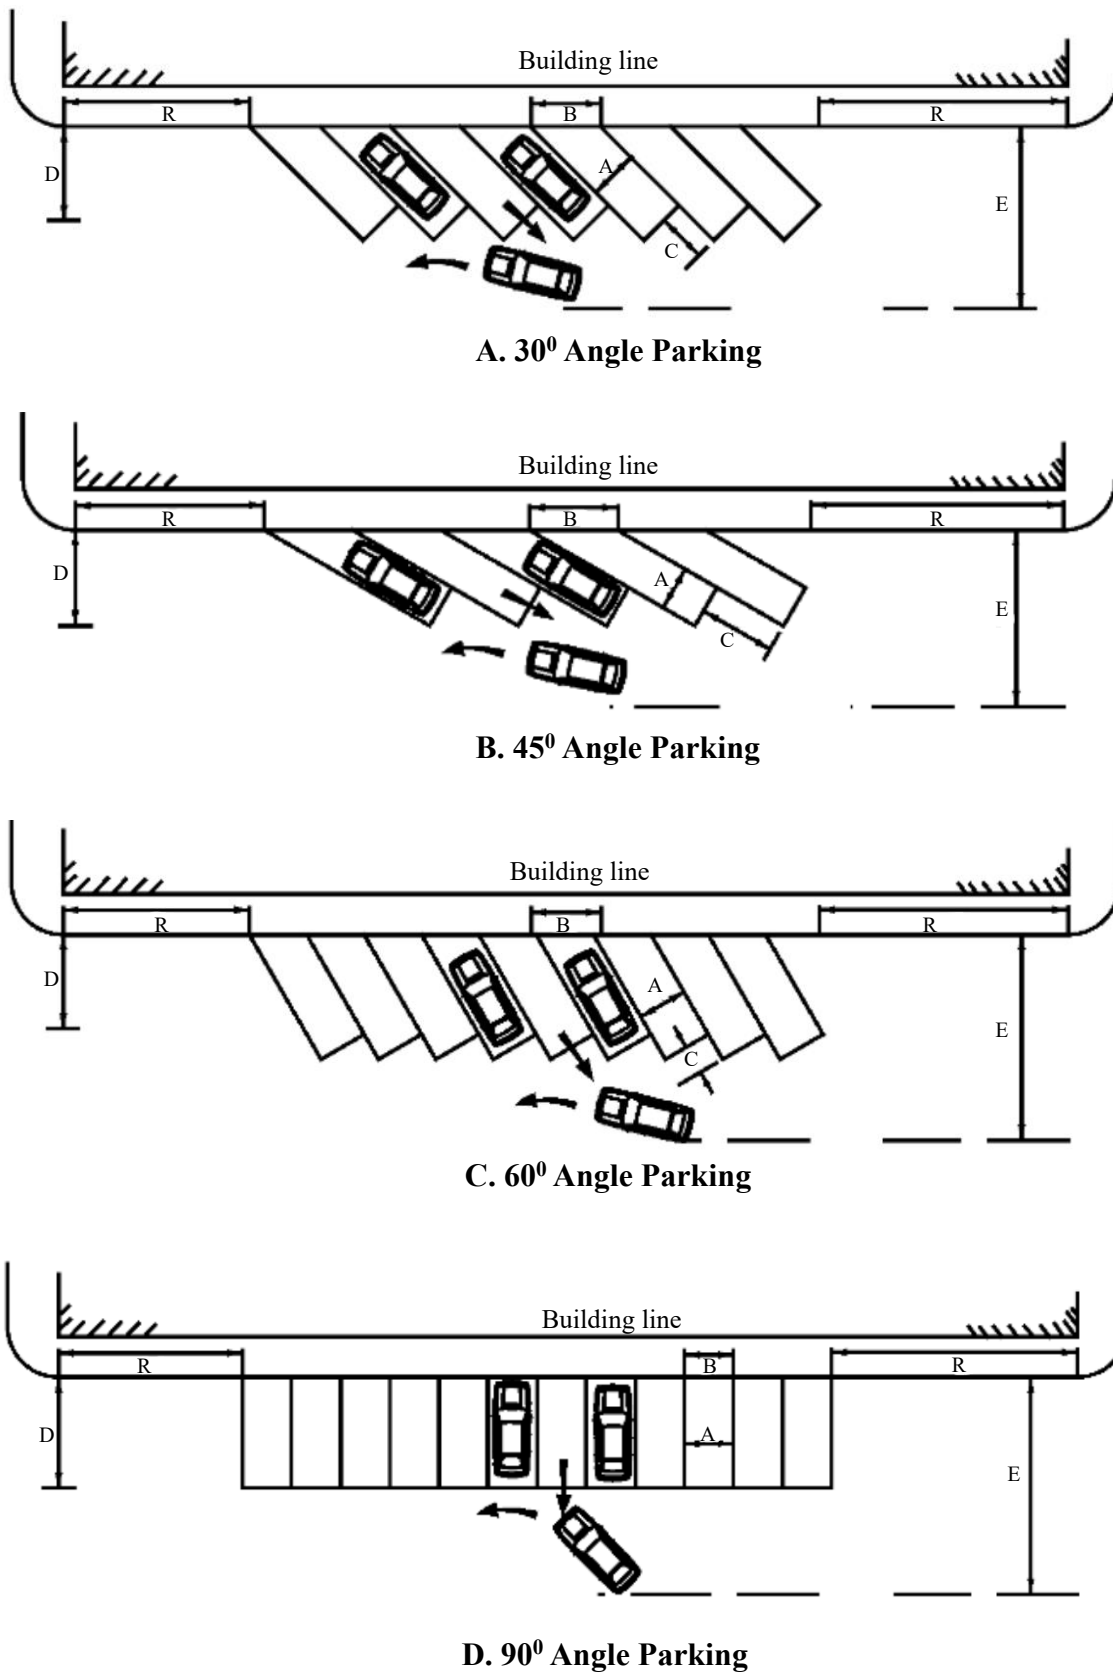 Building line
R B R
D A E
C
A. 30⁰ Angle Parking
Building line
R B R
D A E
C
B. 45⁰ Angle Parking
Building line
R B R
D A E
C
C. 60⁰ Angle Parking
Building line
R B R
D A E
D. 90⁰ Angle Parking